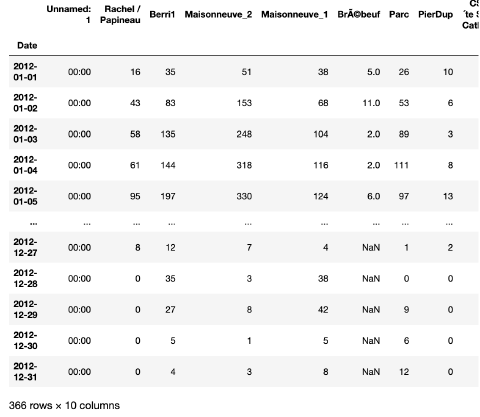 Unnamed: 1 Rachel / Papineau Berri1 Maisonneuve_2 Maisonneuve_1 BrÃ©beuf Parc PierDup
Date
2012-01-01 00:00 16 35 51 38 5.0 26 10
2012-01-02 00:00 43 83 153 68 11.0 53 6
2012-01-03 00:00 58 135 248 104 2.0 89 3
2012-01-04 00:00 61 144 318 116 2.0 111 8
2012-01-05 00:00 95 197 330 124 6.0 97 13
... ... ... ... ... ... ... ... ...
2012-12-27 00:00 8 12 7 4 NaN 1 2
2012-12-28 00:00 0 35 3 38 NaN 0 0
2012-12-29 00:00 0 27 8 42 NaN 9 0
2012-12-30 00:00 0 5 1 5 NaN 6 0
2012-12-31 00:00 0 4 3 8 NaN 12 0
366 rows × 10 columns